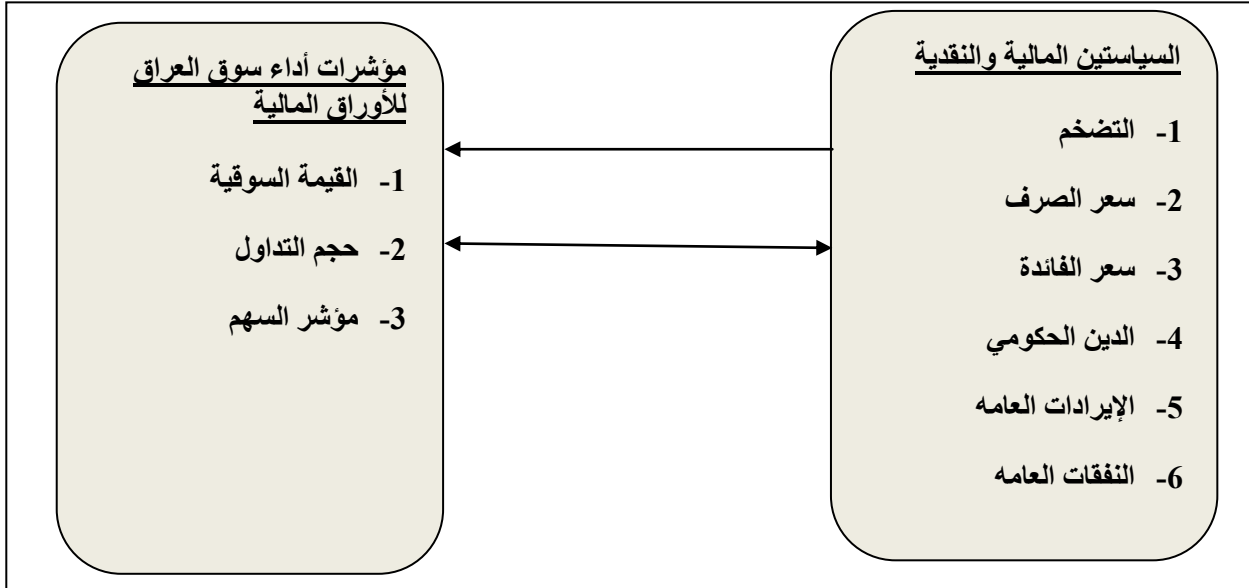 السياستين المالية والنقدية
1- التضخم
2- سعر الصرف
3- سعر الفائدة
4- الدين الحكومي
5- الإيرادات العامه
6- النفقات العامه
مؤشرات أداء سوق العراق
للأوراق المالية
1- القيمة السوقية
2- حجم التداول
3- مؤشر السهم